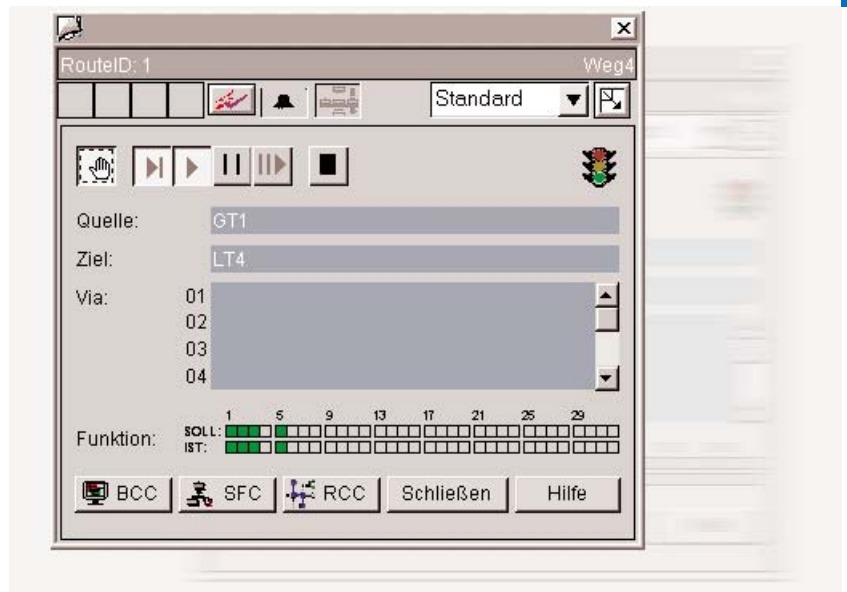 RouteID: 1 Weg4
Standard
Quelle: GT1
Ziel: LT4
Via: 01
02
03
04
1 5 9 13 17 21 25 29
Funktion: SOLL:
IST:
BCC SFC RCC Schließen Hilfe